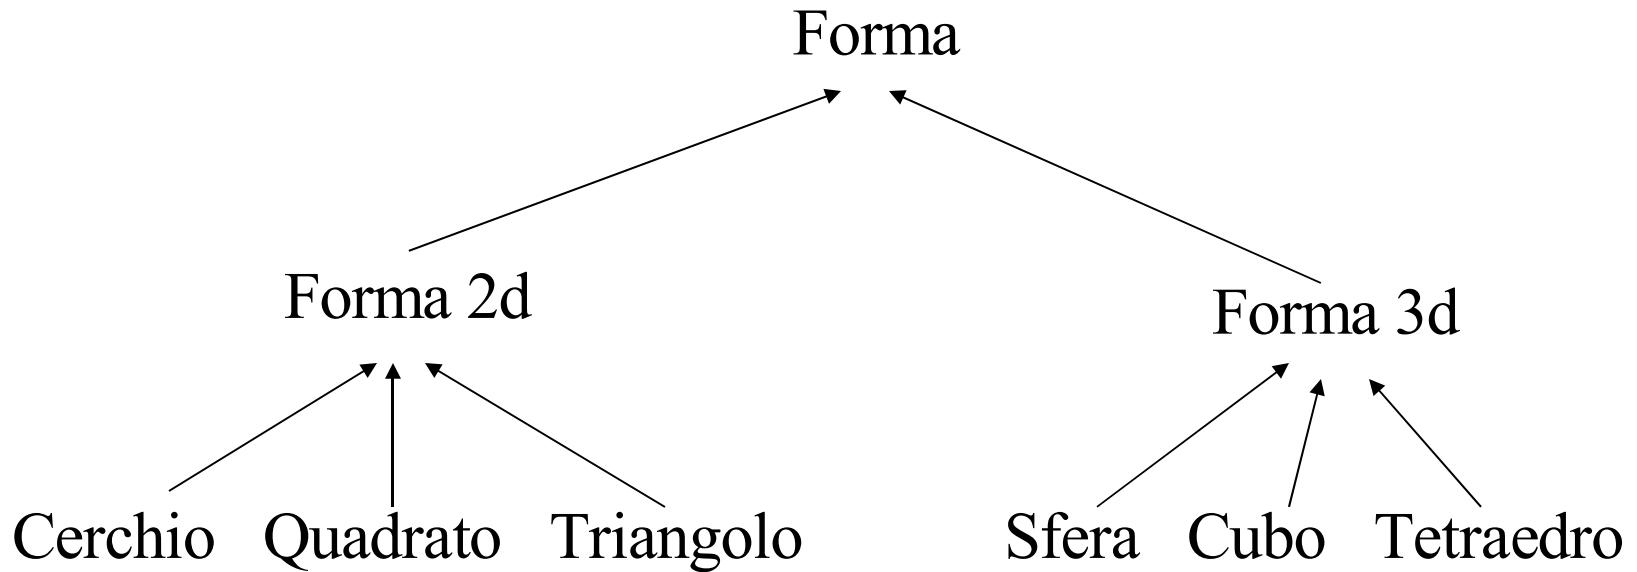 Forma
Forma 2d
Forma 3d
Cerchio Quadrato Triangolo
Sfera Cubo Tetraedro